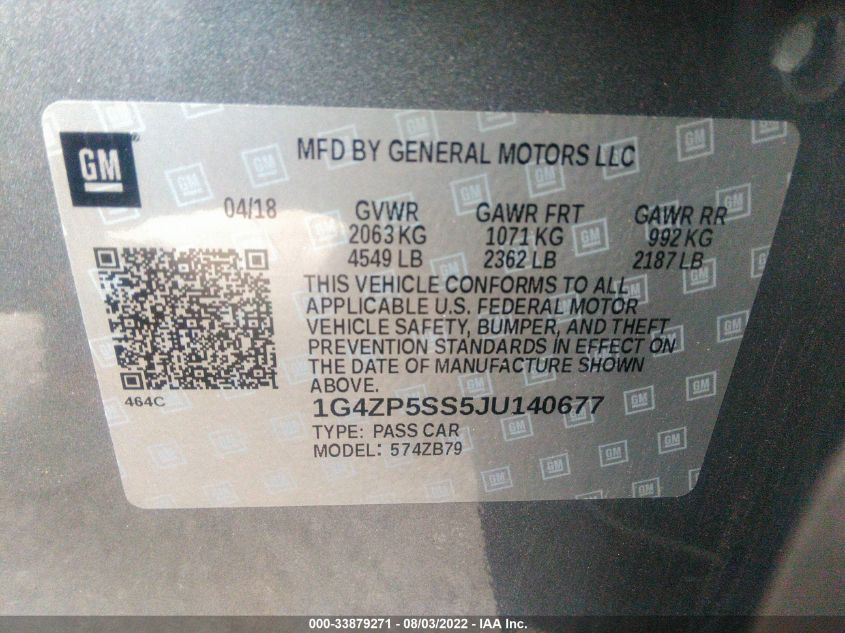 GM
MFD BY GENERAL MOTORS LLC
04/18 GVWR GAWR FRT GAWR RR
2063 KG 1071 KG 992 KG
4549 LB 2362 LB 2187 LB
THIS VEHICLE CONFORMS TO ALL
APPLICABLE U.S. FEDERAL MOTOR
VEHICLE SAFETY, BUMPER, AND THEFT
PREVENTION STANDARDS IN EFFECT ON
THE DATE OF MANUFACTURE SHOWN
ABOVE.
464C
1G4ZP5SS5JU140677
TYPE: PASS CAR
MODEL: 574ZB79
000-33879271 - 08/03/2022 - IAA Inc.